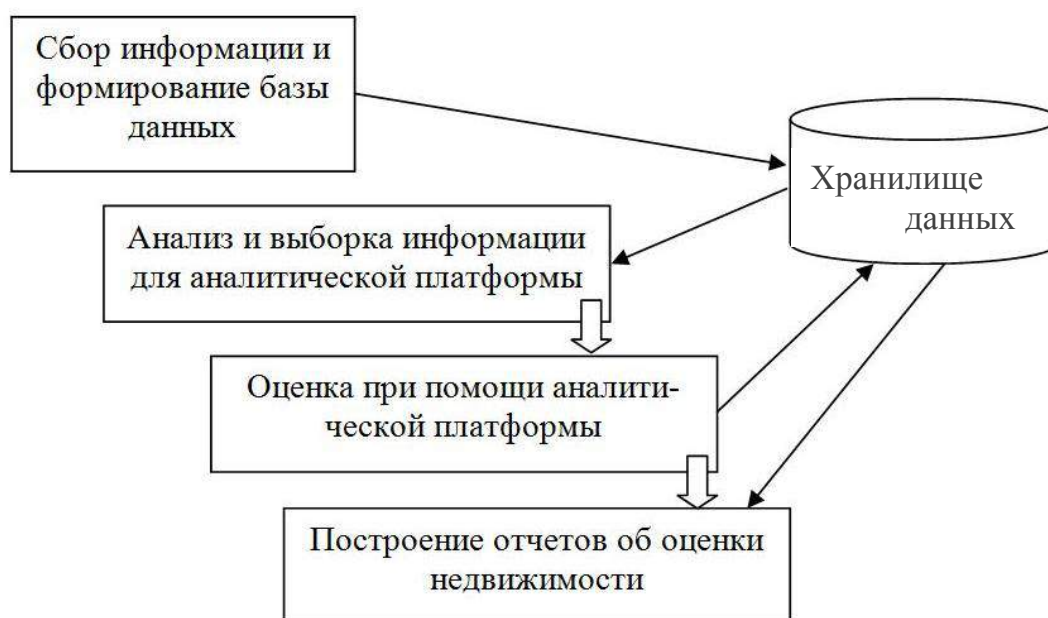 Сбор информации и
формирование базы
данных
Хранилище
данных
Анализ и выборка информации
для аналитической платформы
Оценка при помощи аналити-
ческой платформы
Построение отчетов об оценки
недвижимости